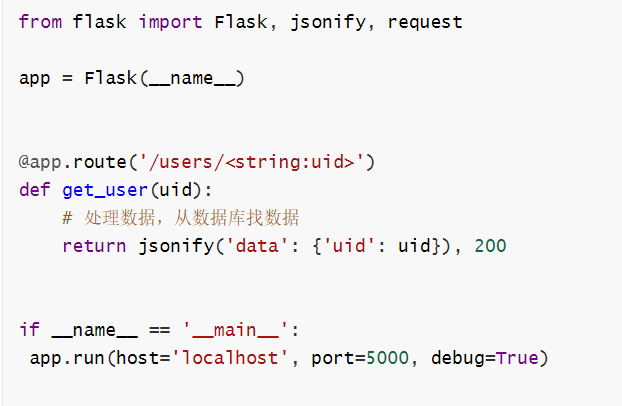 from flask import Flask, jsonify, request
app = Flask(__name__)
@app.route('/users/<string:uid>')
def get_user(uid):
    # 处理数据，从数据库找数据
    return jsonify('data': {'uid': uid}), 200
if __name__ == '__main__':
 app.run(host='localhost', port=5000, debug=True)